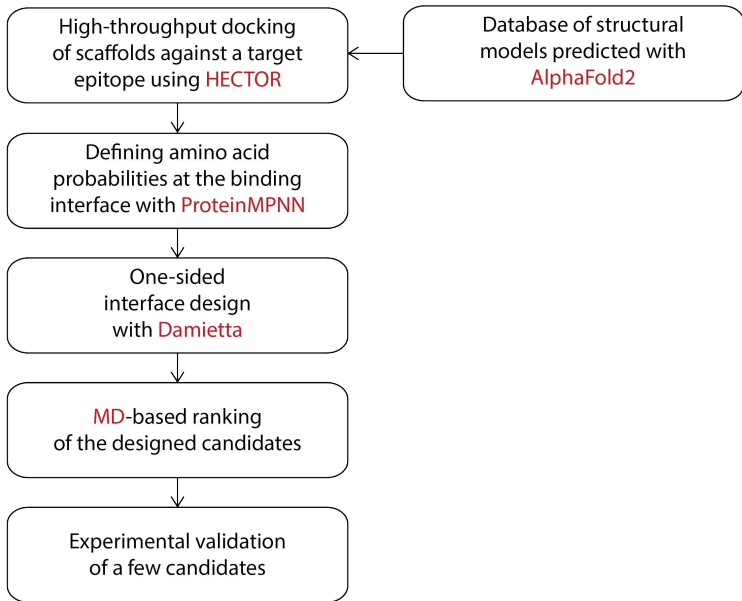 High-throughput docking
of scaffolds against a target
epitope using HECTOR
Database of structural
models predicted with
AlphaFold2
Defining amino acid
probabilities at the binding
interface with ProteinMPNN
One-sided
interface design
with Damietta
MD-based ranking
of the designed candidates
Experimental validation
of a few candidates